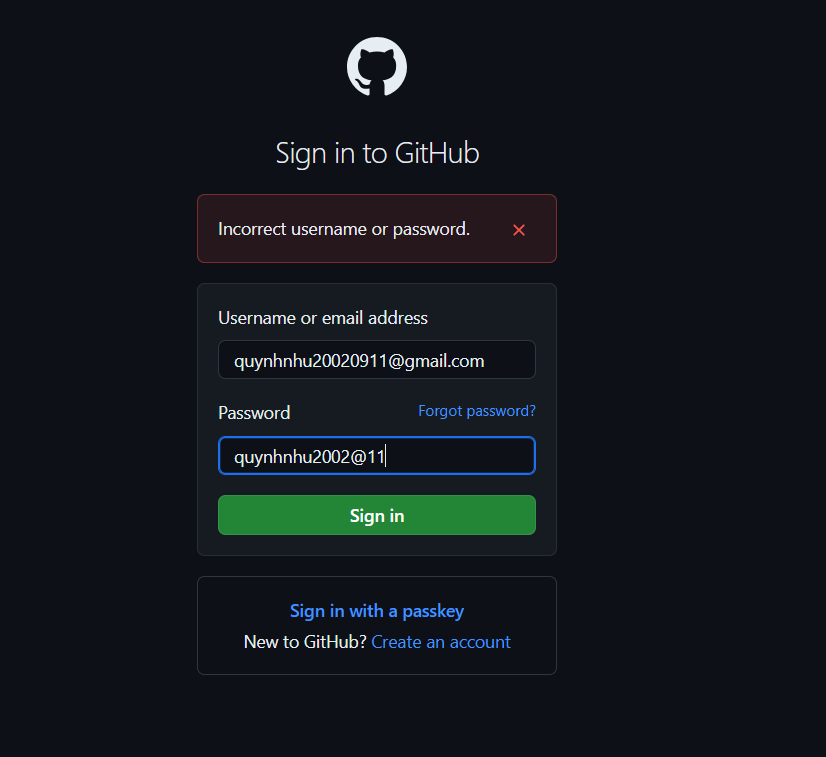 Sign in to GitHub
Incorrect username or password.
Username or email address
quynhnhu20020911@gmail.com
Password Forgot password?
quynhnhu2002@11
Sign in
Sign in with a passkey
New to GitHub? Create an account